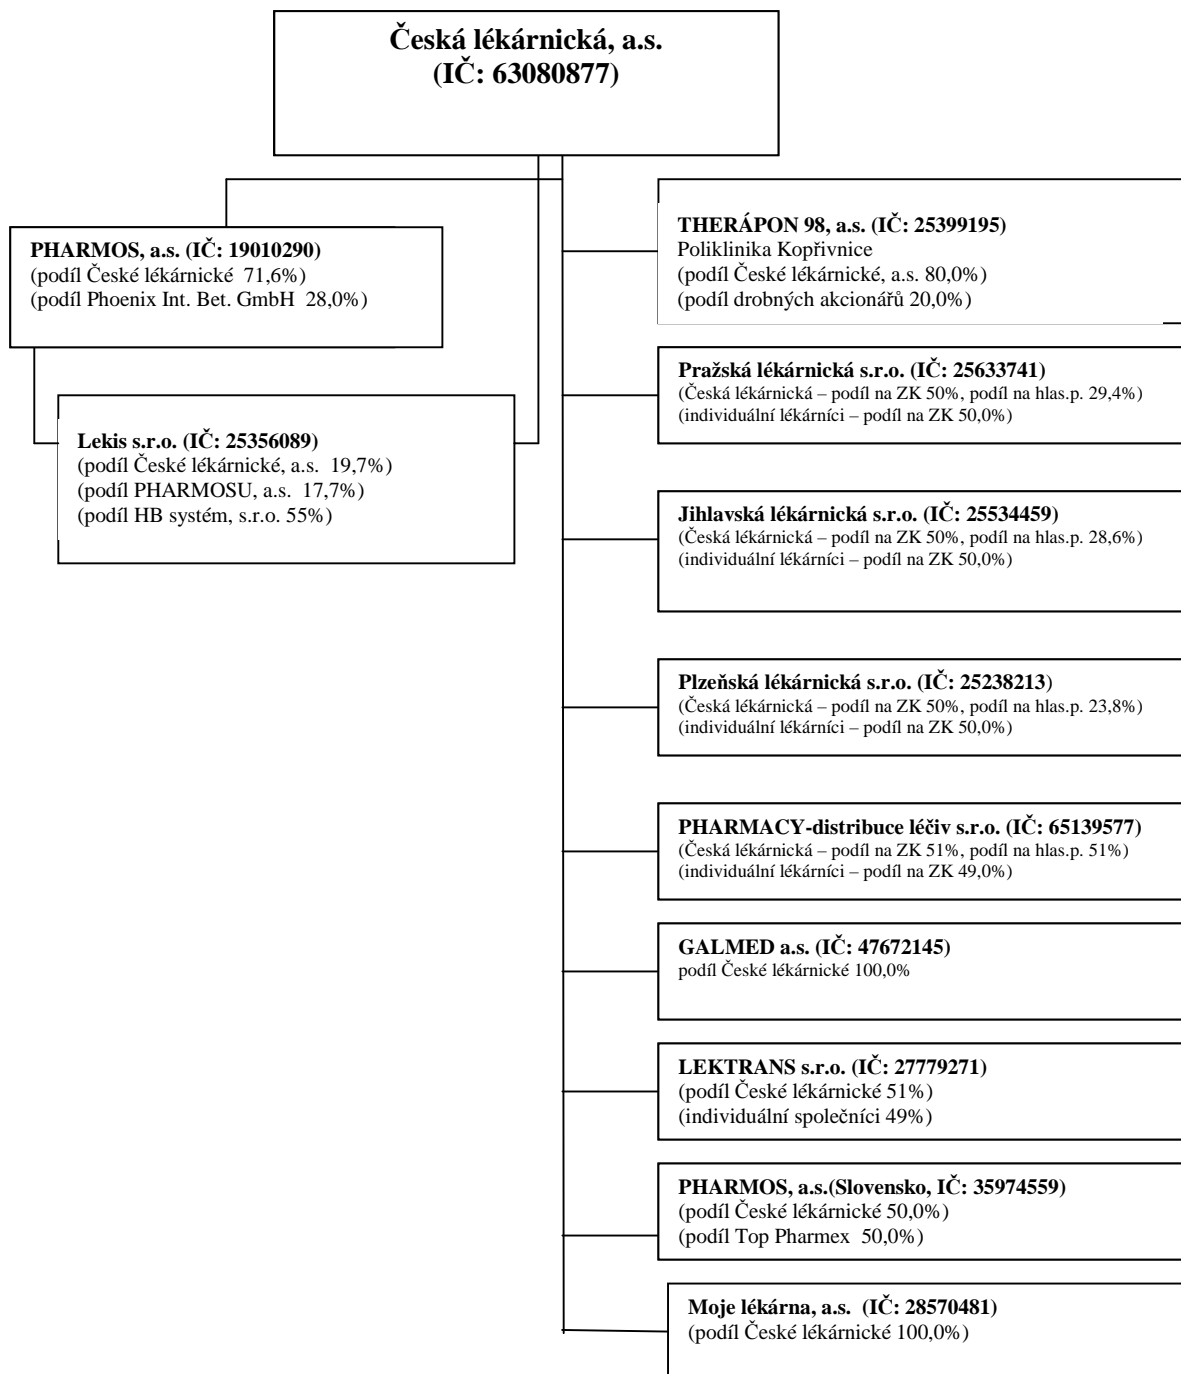 Česká lékárnická, a.s.
(IČ: 63080877)
PHARMOS, a.s. (IČ: 19010290)
(podíl České lékárnické 71,6%)
(podíl Phoenix Int. Bet. GmbH 28,0%)
Lekis s.r.o. (IČ: 25356089)
(podíl České lékárnické, a.s. 19,7%)
(podíl PHARMOSU, a.s. 17,7%)
(podíl HB systém, s.r.o. 55%)
THERÁPON 98, a.s. (IČ: 25399195)
Poliklinika Kopřivnice
(podíl České lékárnické, a.s. 80,0%)
(podíl drobných akcionářů 20,0%)
Pražská lékárnická s.r.o. (IČ: 25633741)
(Česká lékárnická – podíl na ZK 50%, podíl na hlas.p. 29,4%)
(individuální lékárníci – podíl na ZK 50,0%)
Jihlavská lékárnická s.r.o. (IČ: 25534459)
(Česká lékárnická – podíl na ZK 50%, podíl na hlas.p. 28,6%)
(individuální lékárníci – podíl na ZK 50,0%)
Plzeňská lékárnická s.r.o. (IČ: 25238213)
(Česká lékárnická – podíl na ZK 50%, podíl na hlas.p. 23,8%)
(individuální lékárníci – podíl na ZK 50,0%)
PHARMACY-distribuce léčiv s.r.o. (IČ: 65139577)
(Česká lékárnická – podíl na ZK 51%, podíl na hlas.p. 51%)
(individuální lékárníci – podíl na ZK 49,0%)
GALMED a.s. (IČ: 47672145)
podíl České lékárnické 100,0%
LEKTRANS s.r.o. (IČ: 27779271)
(podíl České lékárnické 51%)
(individuální společníci 49%)
PHARMOS, a.s.(Slovensko, IČ: 35974559)
(podíl České lékárnické 50,0%)
(podíl Top Pharmex 50,0%)
Moje lékárna, a.s. (IČ: 28570481)
(podíl České lékárnické 100,0%)